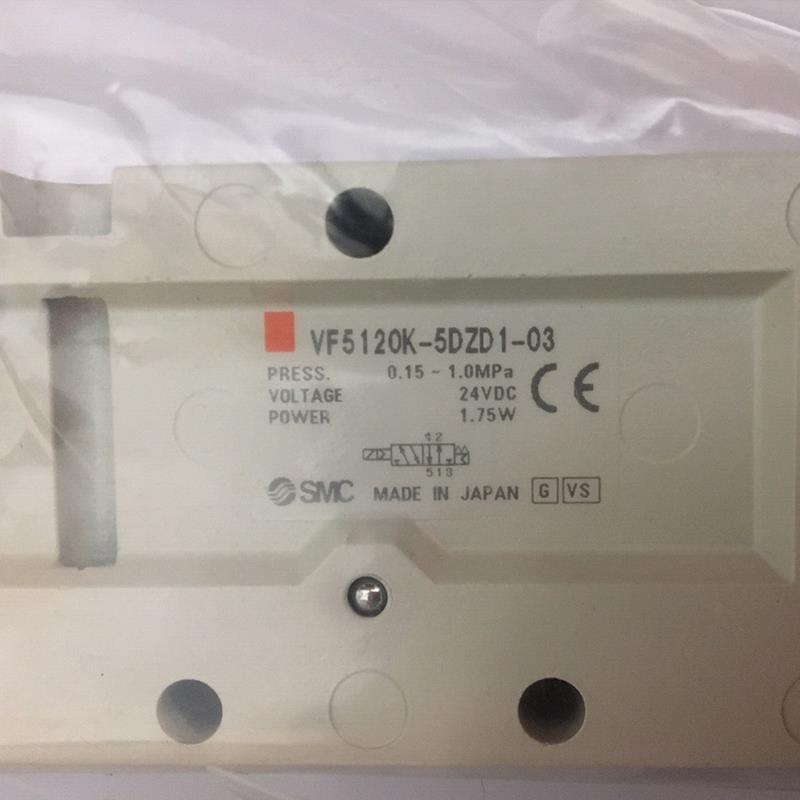 VF5120K-5DZD1-03
PRESS. 0.15 ~ 1.0MPa
VOLTAGE 24VDC
POWER 1.75W
CE
42
513
SMC MADE IN JAPAN G VS